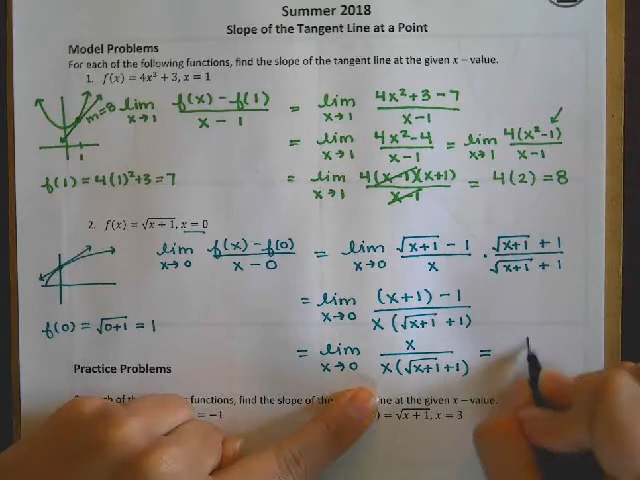 Summer 2018
Slope of the Tangent Line at a Point
Model Problems
For each of the following functions, find the slope of the tangent line at the given x – value.
1. f(x) = 4x² + 3, x = 1
m=8
lim x→1 (f(x) - f(1))/(x - 1) = lim x→1 (4x²+3-7)/(x-1)
= lim x→1 (4x²-4)/(x-1) = lim x→1 (4(x²-1))/(x-1)
f(1) = 4(1)²+3 = 7
= lim x→1 (4(x-1)(x+1))/(x-1) = 4(2) = 8
2. f(x) = √(x+1), x = 0
lim x→0 (f(x) - f(0))/(x - 0) = lim x→0 (√(x+1) - 1)/x · (√(x+1) + 1)/(√(x+1) + 1)
= lim x→0 ((x+1) - 1)/(x(√(x+1) + 1))
f(0) = √(0+1) = 1
= lim x→0 x/(x(√(x+1)+1)) =
Practice Problems
functions, find the slope of the line at the given x – value.
= −1
= √(x+1), x = 3